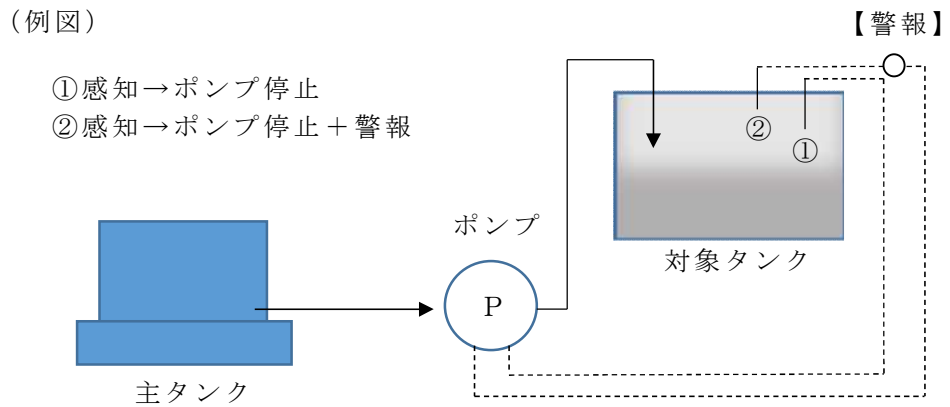 （例図）
【警報】
①感知→ポンプ停止
②感知→ポンプ停止＋警報
②
①
ポンプ
対象タンク
P
主タンク